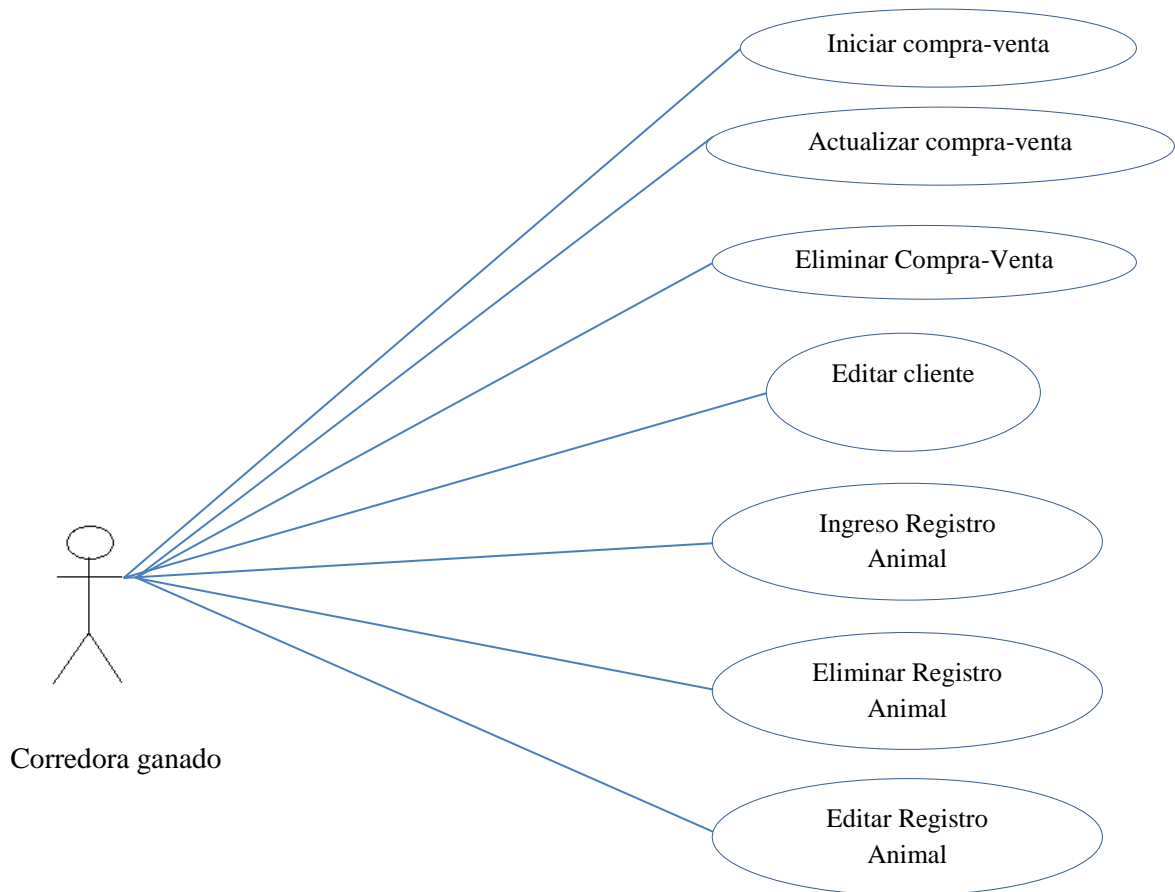 Iniciar compra-venta
Actualizar compra-venta
Eliminar Compra-Venta
Editar cliente
Ingreso Registro
Animal
Eliminar Registro
Animal
Corredora ganado
Editar Registro
Animal